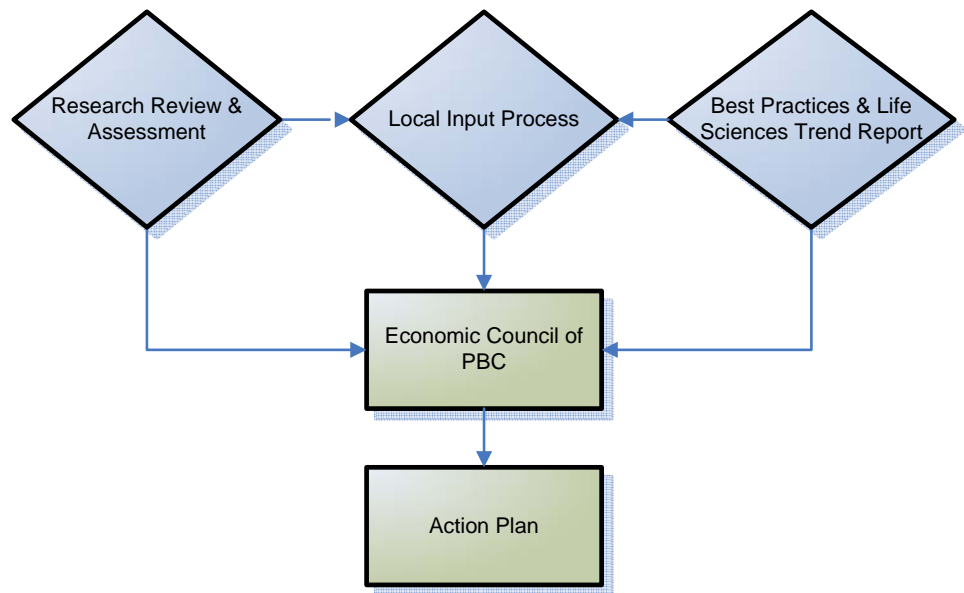 Research Review &
Assessment
Local Input Process
Best Practices & Life
Sciences Trend Report
Economic Council of
PBC
Action Plan